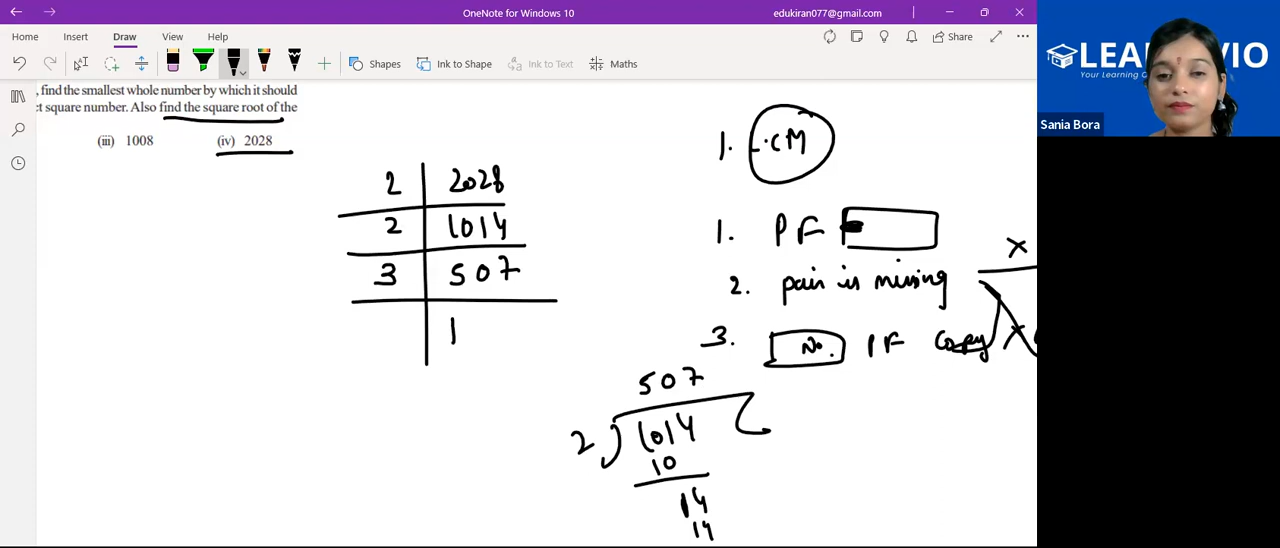 OneNote for Windows 10
edukiran077@gmail.com
Home Insert Draw View Help
Share
Shapes Ink to Shape Ink to Text Maths
, find the smallest whole number by which it should
ct square number. Also find the square root of the
(iii) 1008 (iv) 2028
2 2028
2 1014
3 507
1
1. L.CM
1. PF
2. pair is missing
3. No. PF copy
507
2 1014
10
14
14
Sania Bora
Your Learning